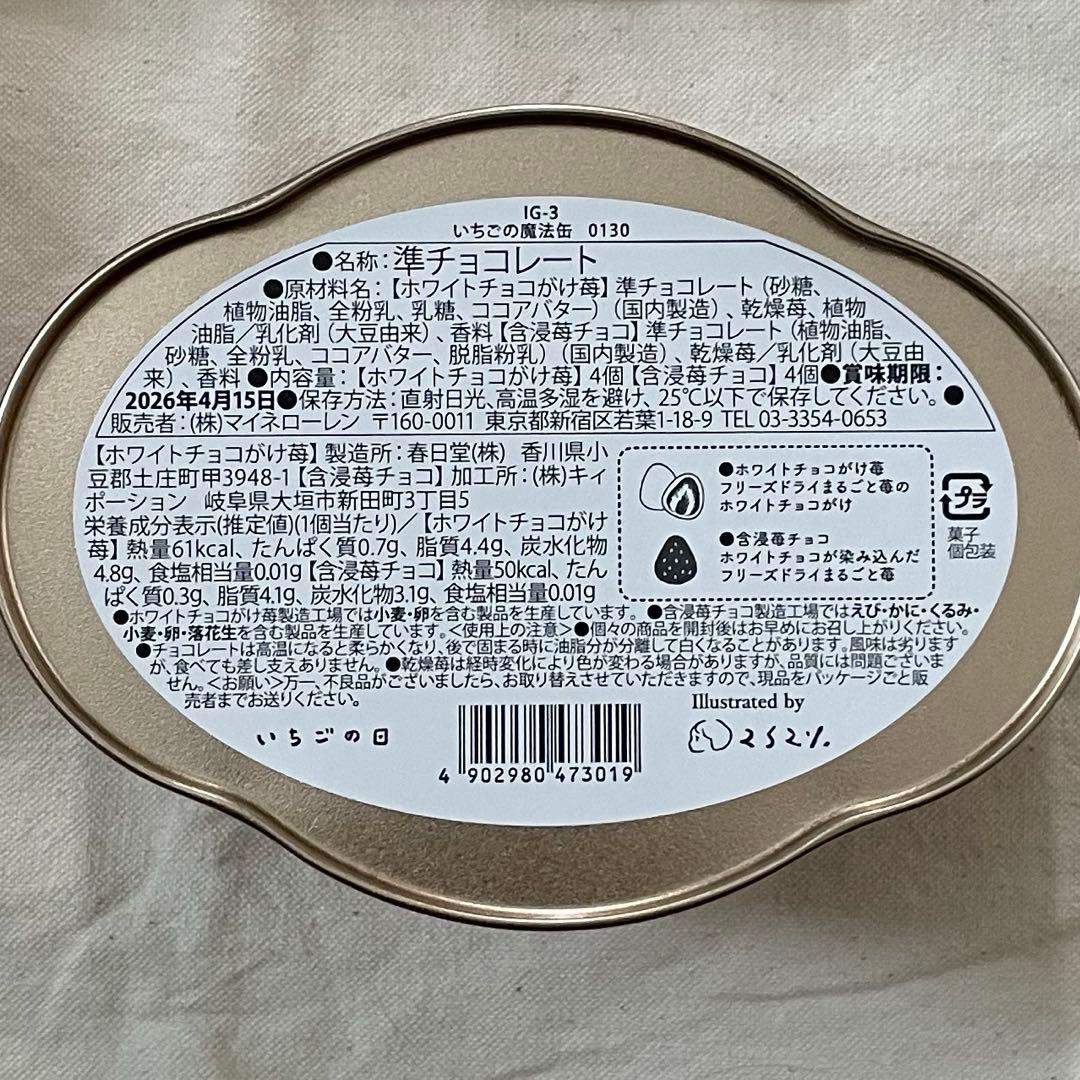 IG-3
いちごの魔法缶 0130
●名称:準チョコレート
●原材料名:【ホワイトチョコがけ苺】準チョコレート(砂糖、
植物油脂、全粉乳、乳糖、ココアバター)(国内製造)、乾燥苺、植物
油脂/乳化剤(大豆由来)、香料【含浸苺チョコ】準チョコレート(植物油脂、
砂糖、全粉乳、ココアバター、脱脂粉乳)(国内製造)、乾燥苺/乳化剤(大豆由
来)、香料●内容量:【ホワイトチョコがけ苺】4個【含浸苺チョコ】4個●賞味期限:
2026年4月15日●保存方法:直射日光、高温多湿を避け、25℃以下で保存してください。●
販売者:(株)マイネローレン 〒160-0011 東京都新宿区若葉1-18-9 TEL 03-3354-0653
【ホワイトチョコがけ苺】製造所:春日堂(株) 香川県小
豆郡土庄町甲3948-1【含浸苺チョコ】加工所:(株)キィ
ポーション 岐阜県大垣市新田町3丁目5
栄養成分表示(推定値)(1個当たり)/【ホワイトチョコがけ
苺】熱量61kcal、たんぱく質0.7g、脂質4.4g、炭水化物
4.8g、食塩相当量0.01g【含浸苺チョコ】熱量50kcal、たん
ぱく質0.3g、脂質4.1g、炭水化物3.1g、食塩相当量0.01g
●ホワイトチョコがけ苺
フリーズドライまるごと苺の
ホワイトチョコがけ
●含浸苺チョコ
ホワイトチョコが染み込んだ
フリーズドライまるごと苺
プラ
菓子
個包装
●ホワイトチョコがけ苺製造工場では小麦・卵を含む製品を生産しています。●含浸苺チョコ製造工場ではえび・かに・くるみ・
小麦・卵・落花生を含む製品を生産しています。<使用上の注意>●個々の商品を開封後はお早めにお召し上がりください。
●チョコレートは高温になると柔らかくなり、後で固まる時に油脂分が分離して白くなることがあります。風味は劣ります
が、食べても差し支えありません。●乾燥苺は経時変化により色が変わる場合がありますが、品質には問題ございま
せん。<お願い>万一、不良品がございましたら、お取り替えさせていただきますので、現品をパッケージごと販
売者までお送りください。
いちごの日
4 902980 473019
Illustrated by
252%.